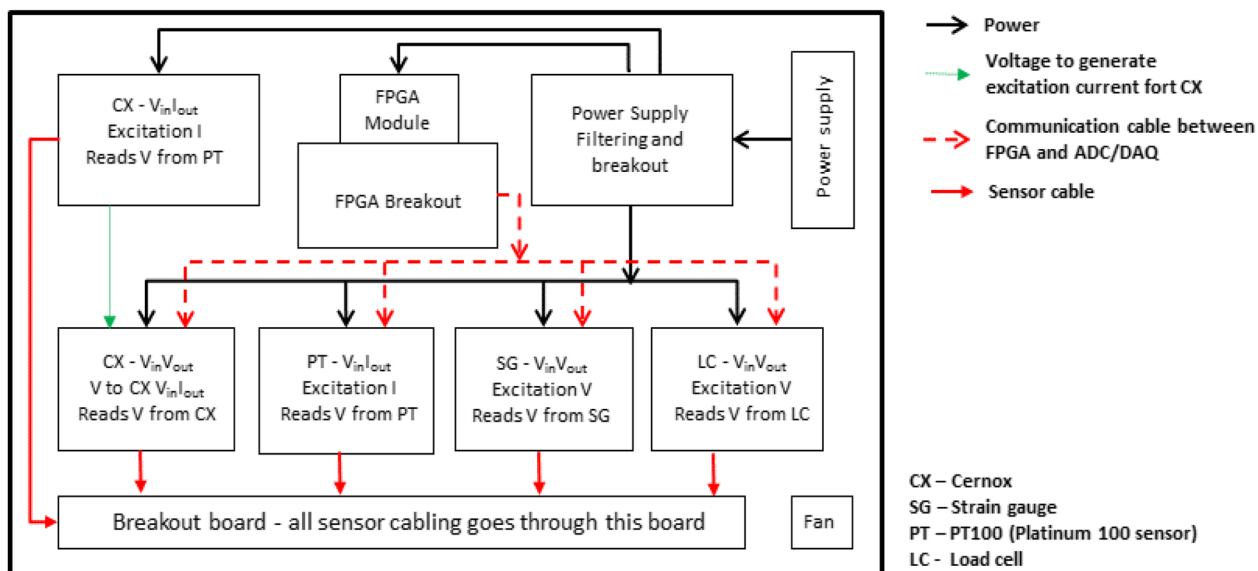 CX - VinIout
Excitation I
Reads V from PT
FPGA
Module
FPGA Breakout
Power Supply
Filtering and
breakout
Power supply
CX - VinVout
V to CX VinIout
Reads V from CX
PT - VinIout
Excitation I
Reads V from PT
SG - VinVout
Excitation V
Reads V from SG
LC - VinVout
Excitation V
Reads V from LC
Breakout board - all sensor cabling goes through this board
Fan
Power
Voltage to generate
excitation current fort CX
Communication cable between
FPGA and ADC/DAQ
Sensor cable
CX – Cernox
SG – Strain gauge
PT – PT100 (Platinum 100 sensor)
LC - Load cell